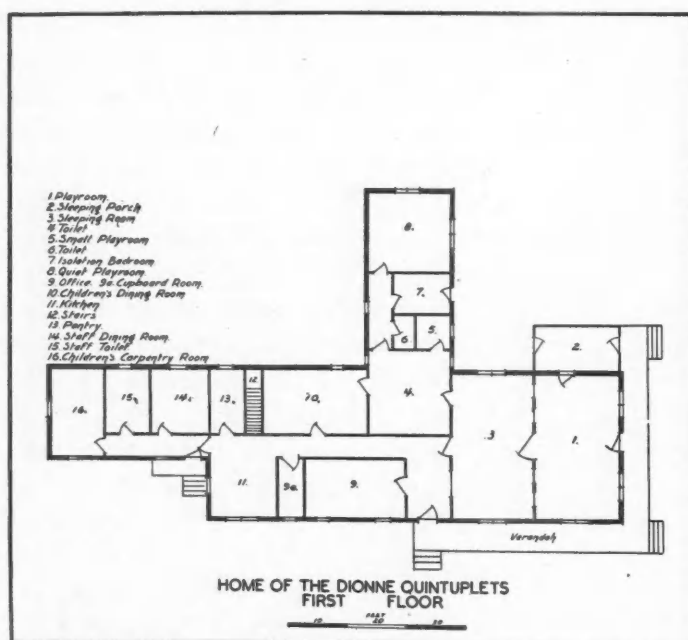 1 Playroom.
2 Sleeping Porch
3 Sleeping Room
4 Toilet
5. Small Playroom
6 Toilet
7. Isolation Bedroom
8 Quiet Playroom
9 Office. 9a. Cupboard Room.
10. Children's Dining Room
11. Kitchen
12 Stairs
13 Pantry.
14 Staff Dining Room.
15 Staff Toilet
16. Children's Carpentry Room
8.
7.
6
5.
2.
12
16.
15.
14.
13.
10.
4.
3
1.
11.
9a.
9.
Verandah
HOME OF THE DIONNE QUINTUPLETS
FIRST FLOOR
FEET
10 20 30